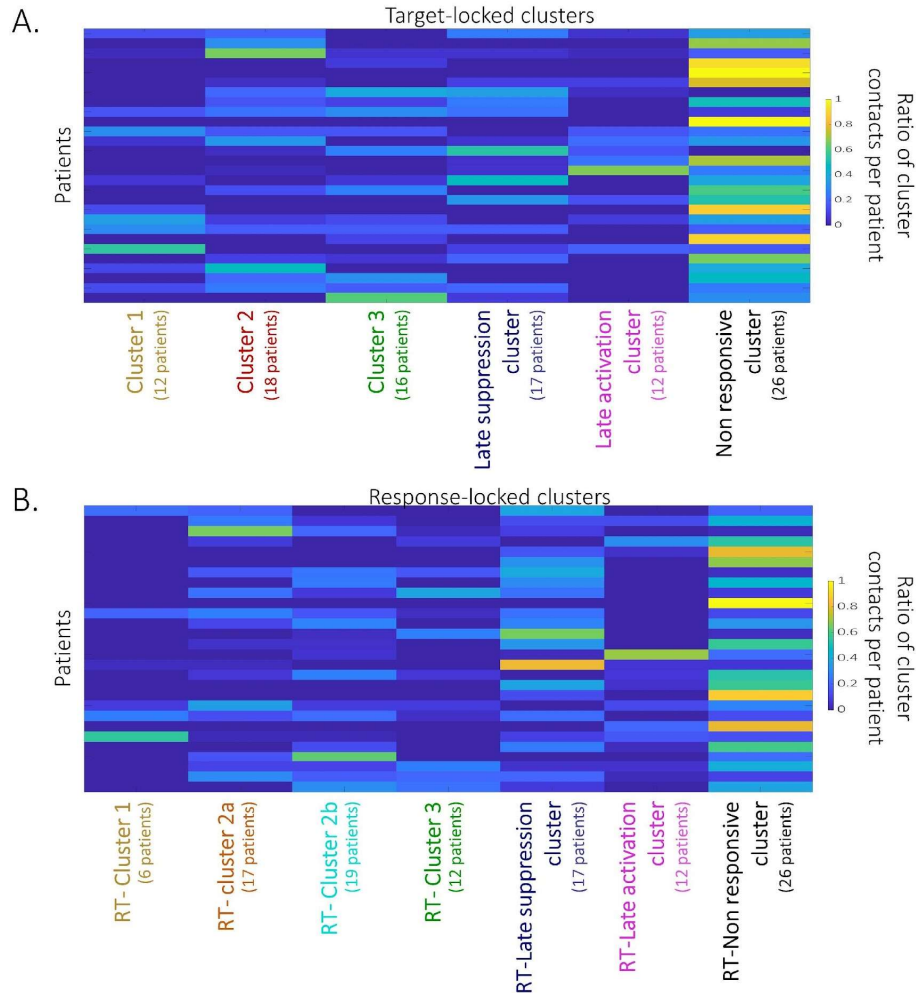 A.
Target-locked clusters
Patients
1
0.8
0.6
0.4
0.2
0
Ratio of cluster
contacts per patient
Cluster 1
(12 patients)
Cluster 2
(18 patients)
Cluster 3
(16 patients)
Late suppression
cluster
(17 patients)
Late activation
cluster
(12 patients)
Non responsive
cluster
(26 patients)
B.
Response-locked clusters
Patients
1
0.8
0.6
0.4
0.2
0
Ratio of cluster
contacts per patient
RT- Cluster 1
(6 patients)
RT- cluster 2a
(17 patients)
RT- Cluster 2b
(19 patients)
RT- Cluster 3
(12 patients)
RT-Late suppression
cluster
(17 patients)
RT-Late activation
cluster
(12 patients)
RT-Non responsive
cluster
(26 patients)